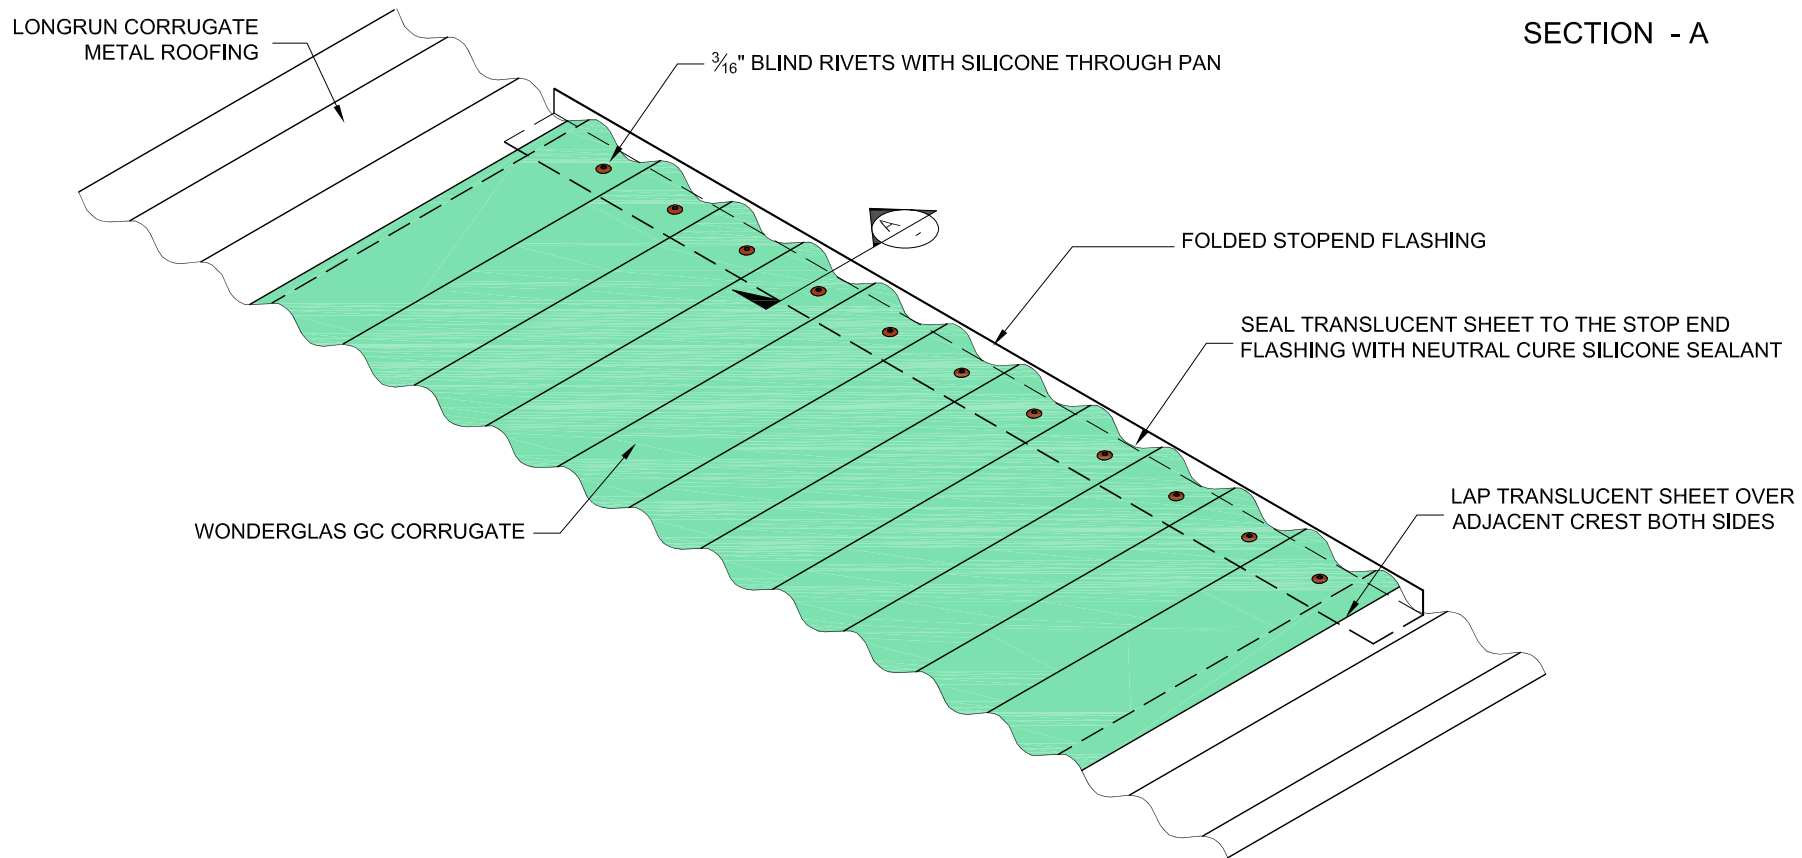 SECTION - A
LONGRUN CORRUGATE
METAL ROOFING
3⁄16" BLIND RIVETS WITH SILICONE THROUGH PAN
A
-
FOLDED STOPEND FLASHING
SEAL TRANSLUCENT SHEET TO THE STOP END
FLASHING WITH NEUTRAL CURE SILICONE SEALANT
LAP TRANSLUCENT SHEET OVER
ADJACENT CREST BOTH SIDES
WONDERGLAS GC CORRUGATE